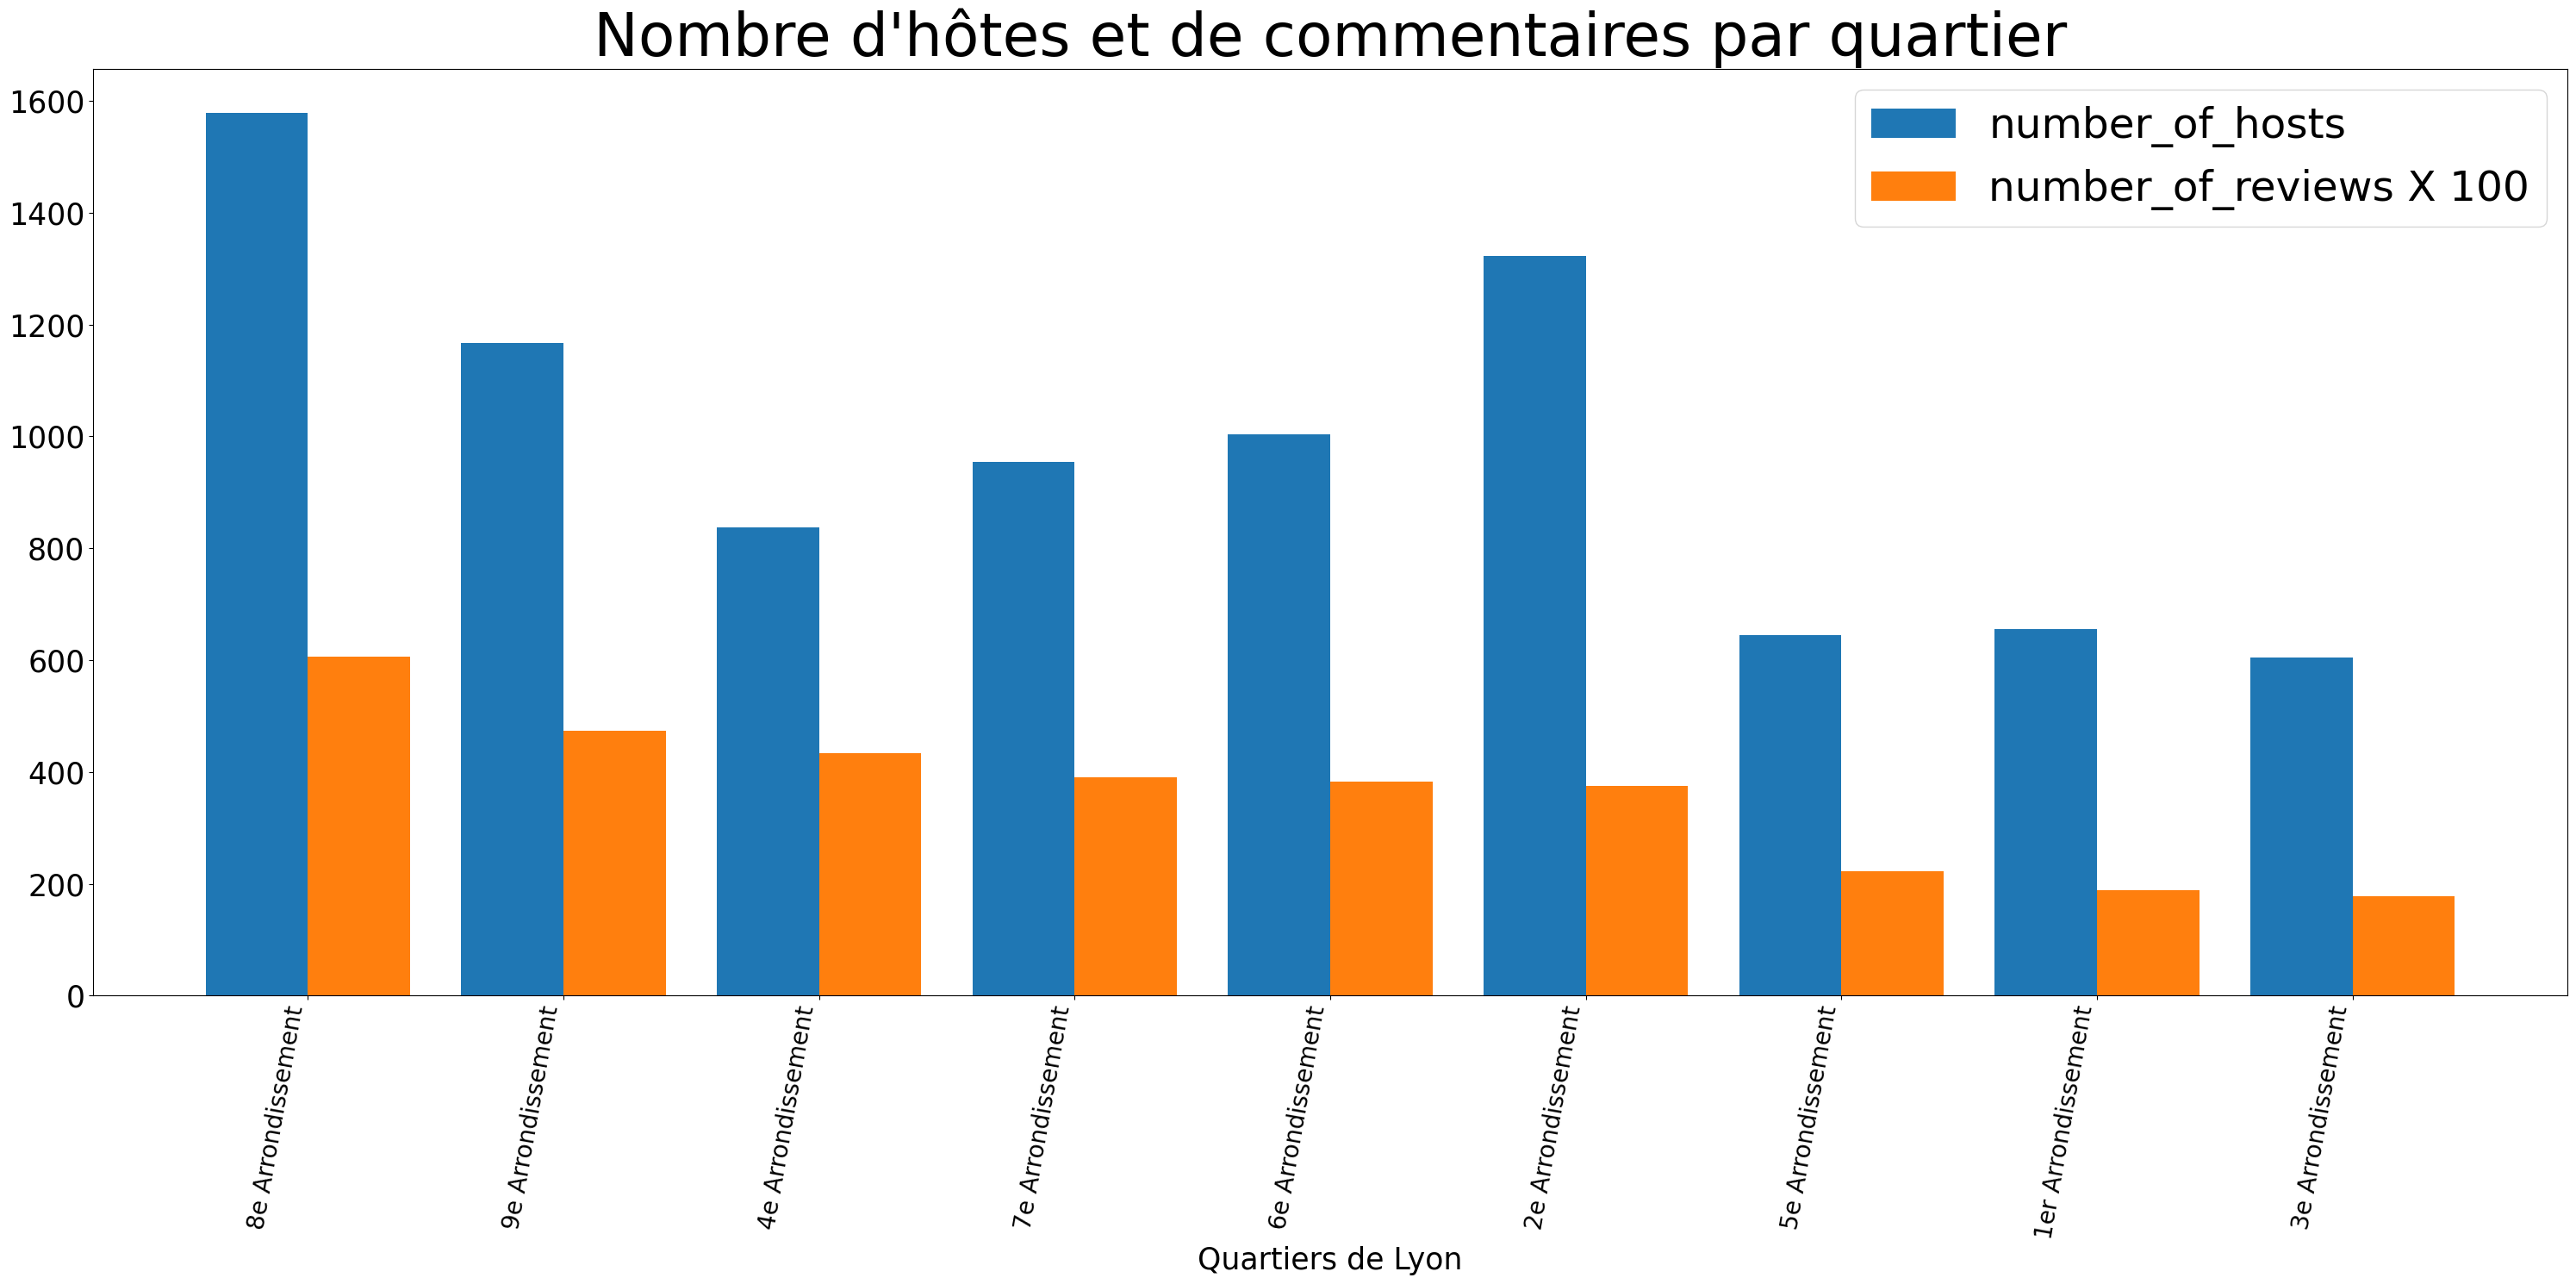 Nombre d'hôtes et de commentaires par quartier
number_of_hosts
number_of_reviews X 100
1600
1400
1200
1000
800
600
400
200
0
8e Arrondissement
9e Arrondissement
4e Arrondissement
7e Arrondissement
6e Arrondissement
2e Arrondissement
5e Arrondissement
1er Arrondissement
3e Arrondissement
Quartiers de Lyon